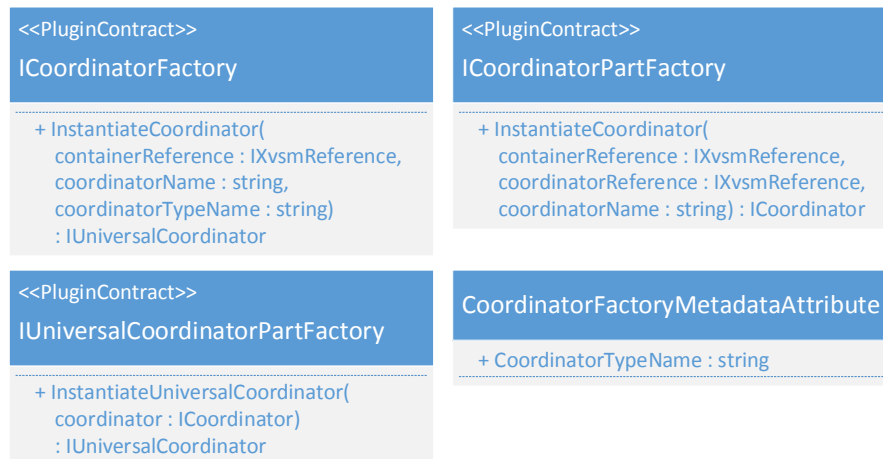 <<PluginContract>>
ICoordinatorFactory
+ InstantiateCoordinator(
containerReference : IXvsmReference,
coordinatorName : string,
coordinatorTypeName : string)
: IUniversalCoordinator
<<PluginContract>>
ICoordinatorPartFactory
+ InstantiateCoordinator(
containerReference : IXvsmReference,
coordinatorReference : IXvsmReference,
coordinatorName : string) : ICoordinator
<<PluginContract>>
IUniversalCoordinatorPartFactory
+ InstantiateUniversalCoordinator(
coordinator : ICoordinator)
: IUniversalCoordinator
CoordinatorFactoryMetadataAttribute
+ CoordinatorTypeName : string